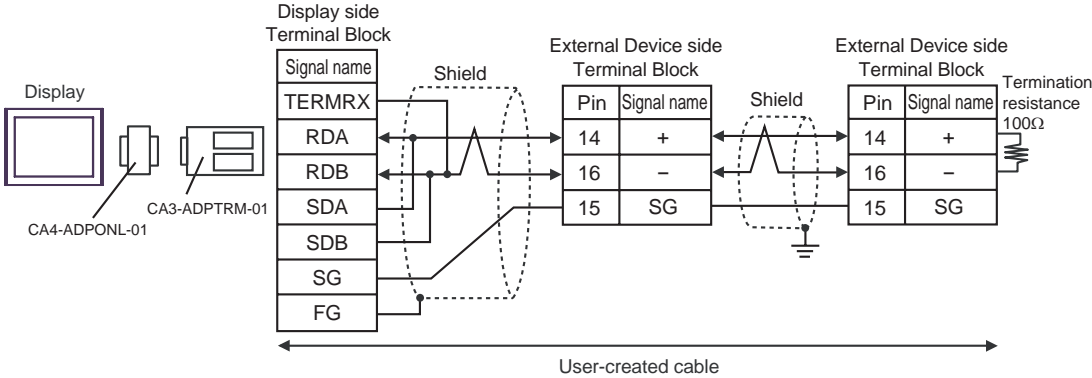 Display side
Terminal Block
Signal name
TERMRX
RDA
RDB
SDA
SDB
SG
FG
Display
CA4-ADPONL-01
CA3-ADPTRM-01
Shield
External Device side
Terminal Block
Pin Signal name
14 +
16 −
15 SG
Shield
External Device side
Terminal Block
Pin Signal name
14 +
16 −
15 SG
Termination
resistance
100Ω
User-created cable